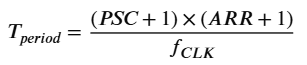 T_period = (PSC + 1) × (ARR + 1) / f_CLK